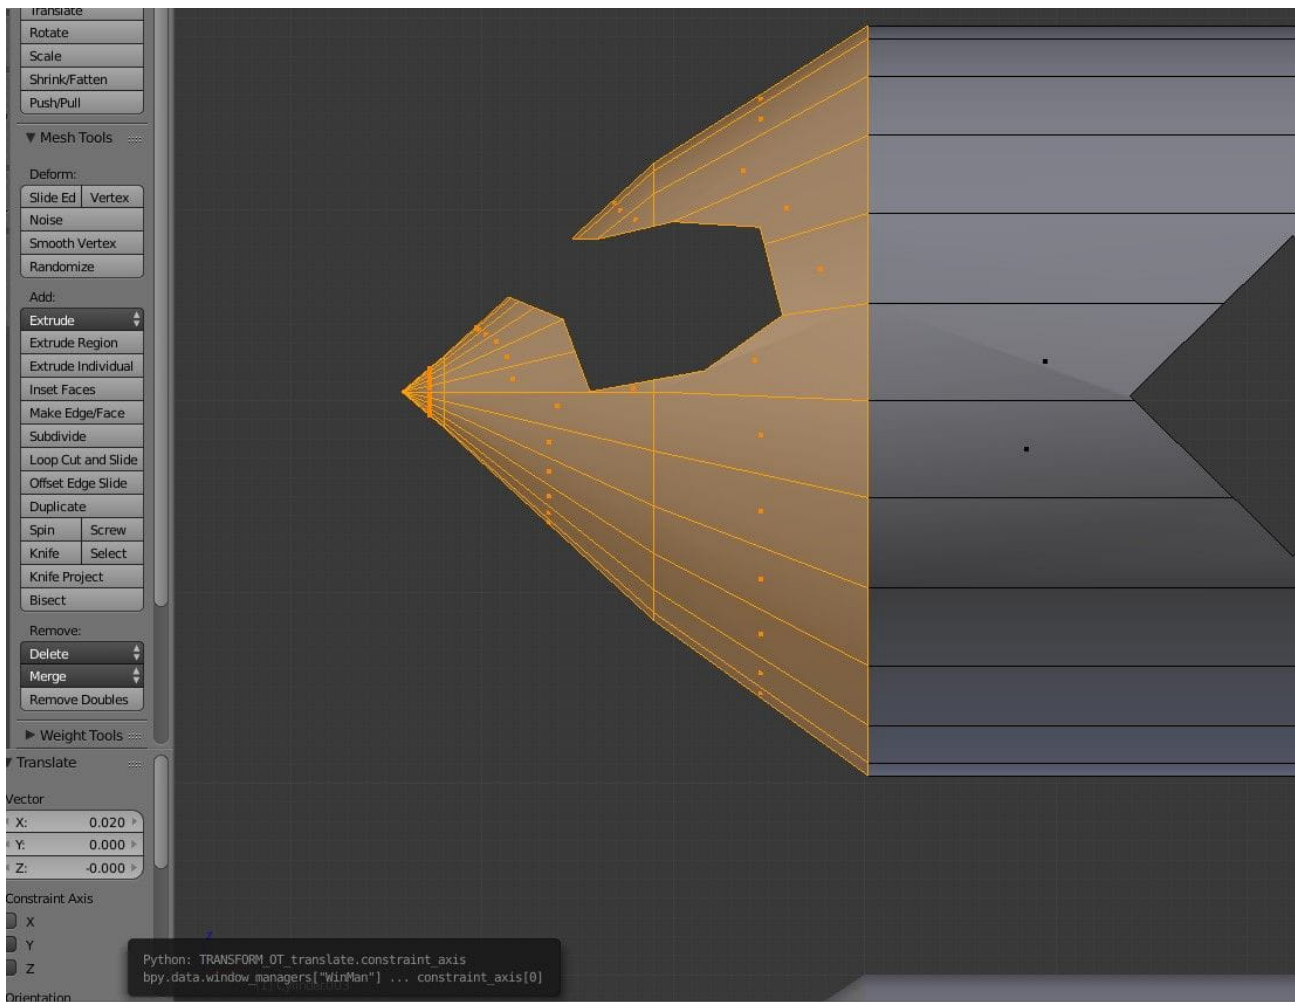 Translate
Rotate
Scale
Shrink/Fatten
Push/Pull
Mesh Tools
Deform:
Slide Ed Vertex
Noise
Smooth Vertex
Randomize
Add:
Extrude
Extrude Region
Extrude Individual
Inset Faces
Make Edge/Face
Subdivide
Loop Cut and Slide
Offset Edge Slide
Duplicate
Spin Screw
Knife Select
Knife Project
Bisect
Remove:
Delete
Merge
Remove Doubles
Weight Tools
Translate
Vector
X: 0.020
Y: 0.000
Z: -0.000
Constraint Axis
X
Y
Z
Orientation
z
Python: TRANSFORM_OT_translate.constraint_axis
bpy.data.window_managers["WinMan"] ... constraint_axis[0]